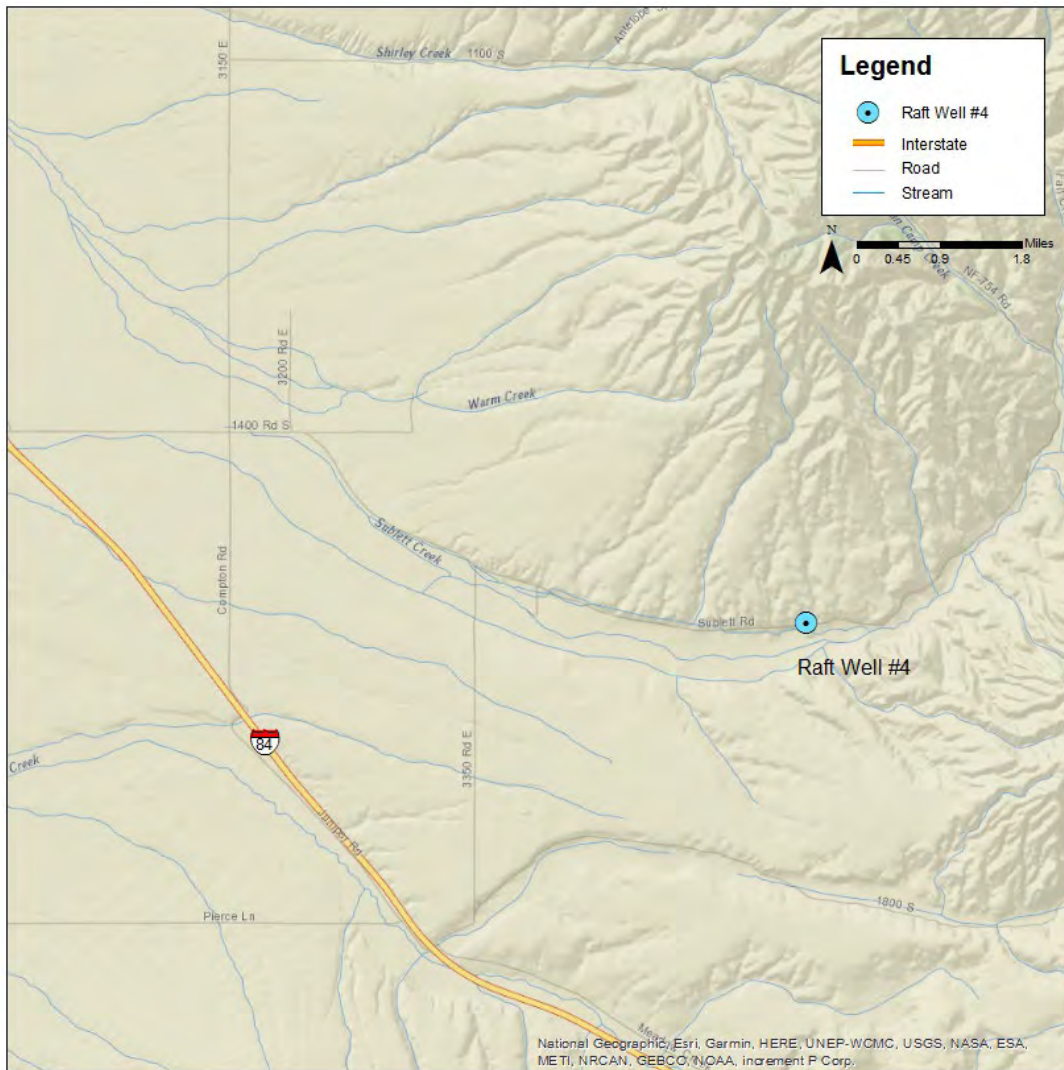 Shirley Creek
1100 S
3150 E
Legend
Raft Well #4
Interstate
Road
Stream
N
Miles
0 0.45 0.9 1.8
Camp Creek
NF-754 Rd
3200 Rd E
Warm Creek
1400 Rd S
Sublett Creek
Compton Rd
Sublett Rd
Raft Well #4
84
Creek
3350 Rd E
Juniper Rd
1800 S
Pierce Ln
National Geographic, Esri, Garmin, HERE, UNEP-WCMC, USGS, NASA, ESA,
METI, NRCAN, GEBCO, NOAA, increment P Corp.